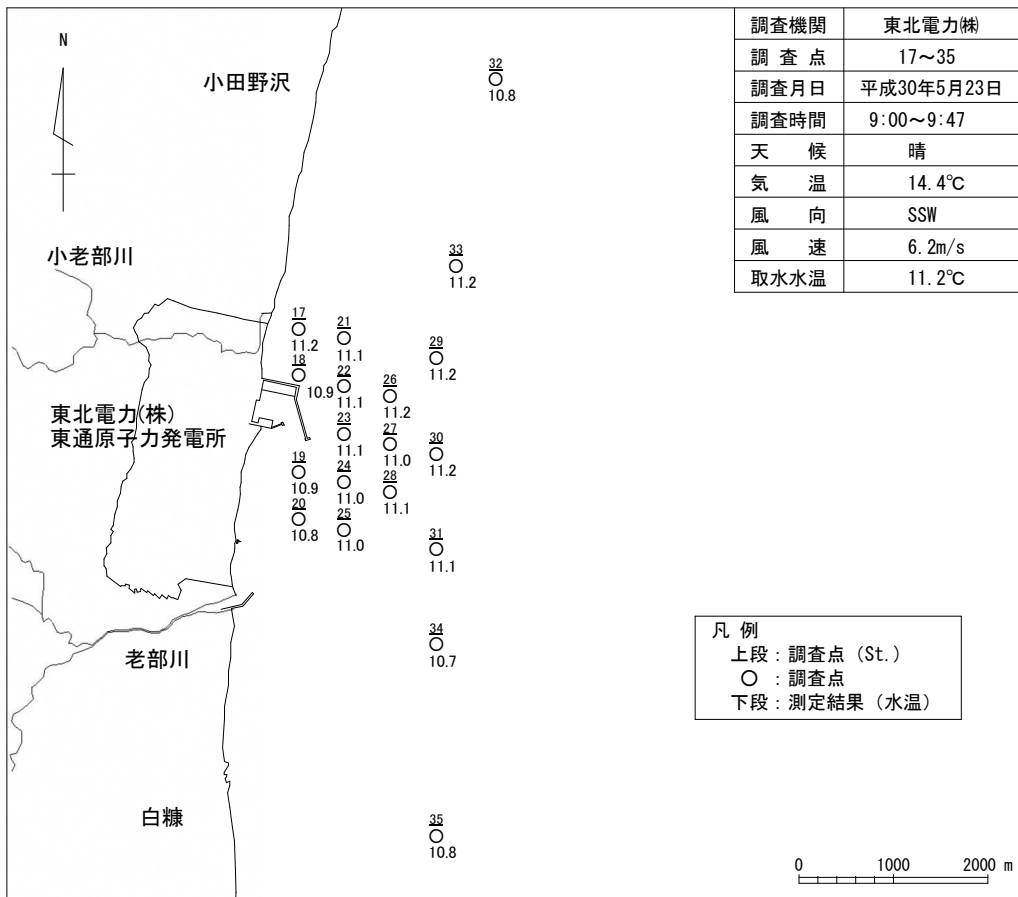 調査機関 東北電力㈱
調査点 17～35
調査月日 平成30年5月23日
調査時間 9:00～9:47
天候 晴
気温 14.4℃
風向 SSW
風速 6.2m/s
取水水温 11.2℃
N
小田野沢
32
10.8
小老部川
33
11.2
17
11.2
21
11.1
29
11.2
18
10.9
22
11.1
26
11.2
東北電力(株)
東通原子力発電所
23
11.1
27
11.0
30
11.2
19
10.9
24
11.0
28
11.1
20
10.8
25
11.0
31
11.1
34
10.7
老部川
凡 例
上段：調査点（St.）
○ ：調査点
下段：測定結果（水温）
白糠
35
10.8
0 1000 2000 m